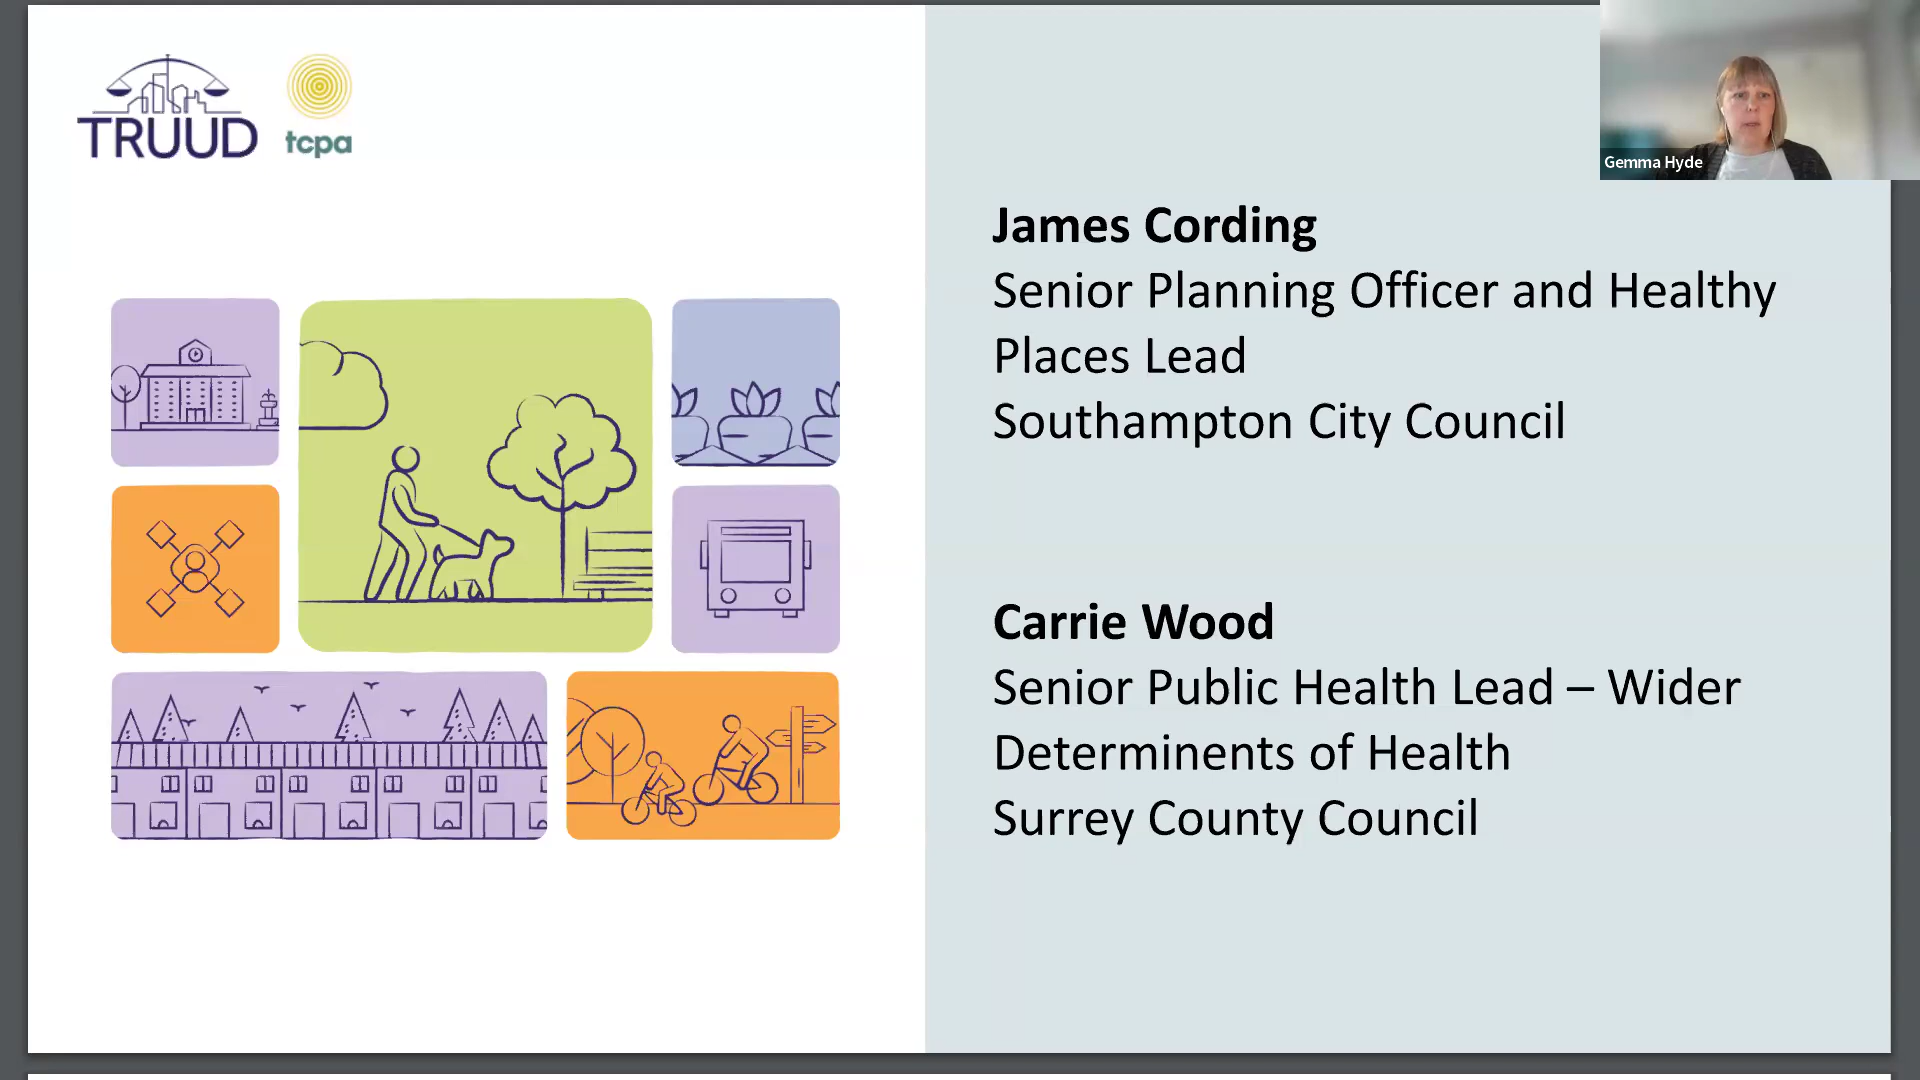 TRUUD
tcpa
Gemma Hyde
James Cording
Senior Planning Officer and Healthy
Places Lead
Southampton City Council
Carrie Wood
Senior Public Health Lead – Wider
Determinents of Health
Surrey County Council